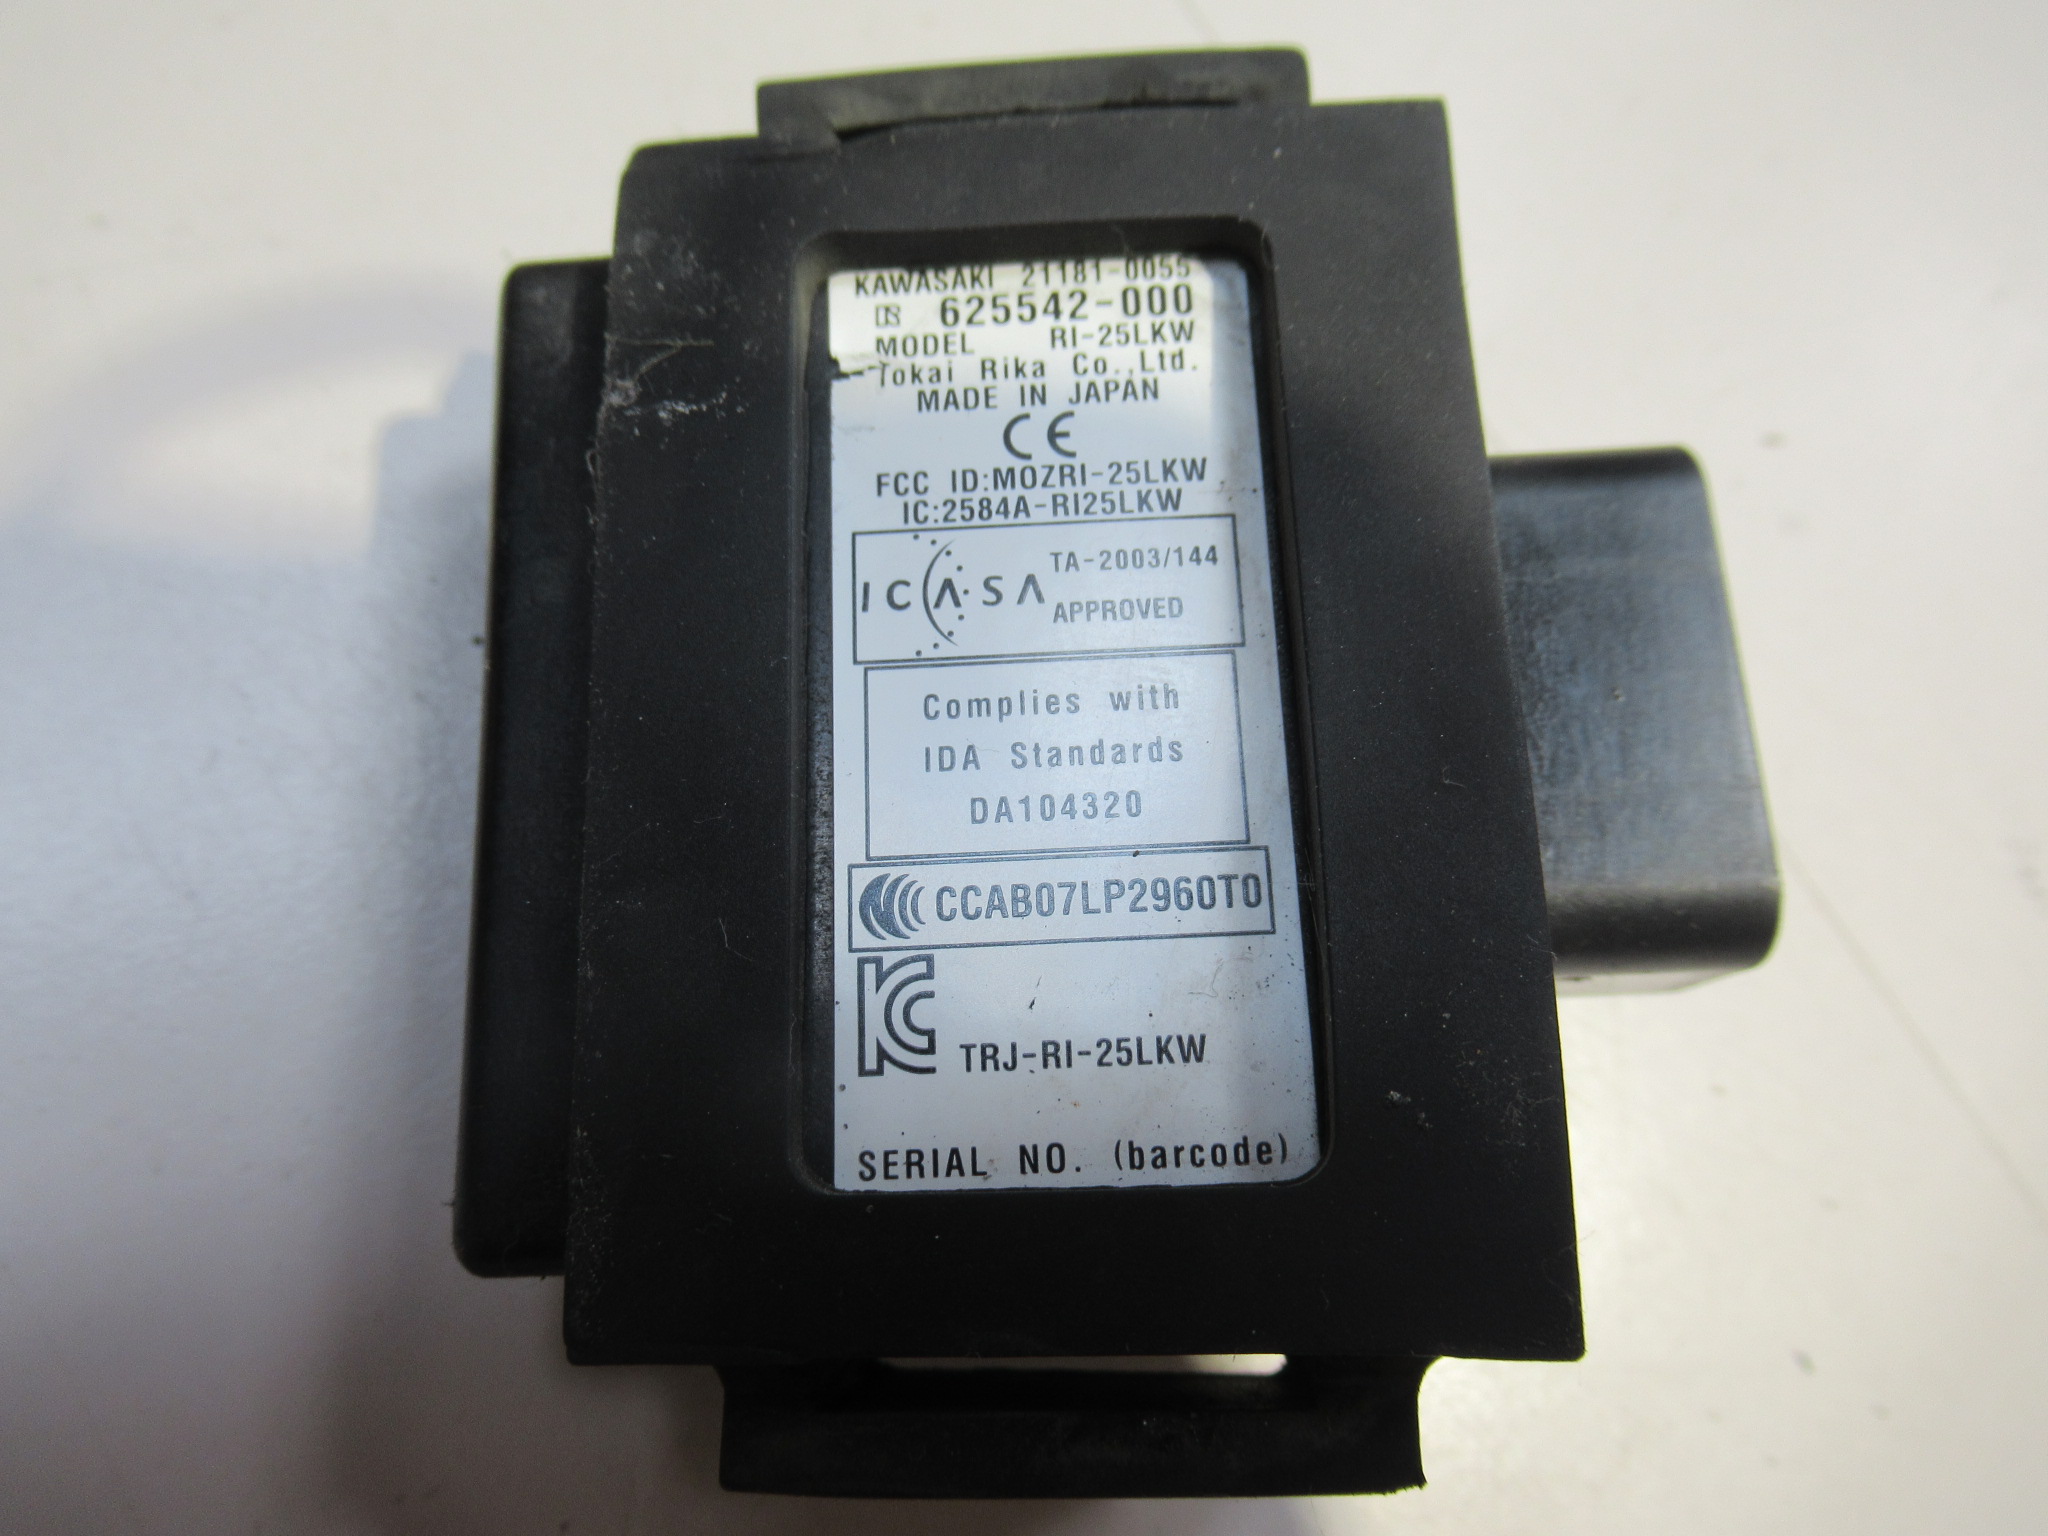 KAWASAKI 21181-0055
625542-000
MODEL RI-25LKW
Tokai Rika Co.,Ltd.
MADE IN JAPAN
CE
FCC ID:MOZRI-25LKW
IC:2584A-RI25LKW
ICASA TA-2003/144
APPROVED
Complies with
IDA Standards
DA104320
CCAB07LP2960T0
KC TRJ-RI-25LKW
SERIAL NO. (barcode)